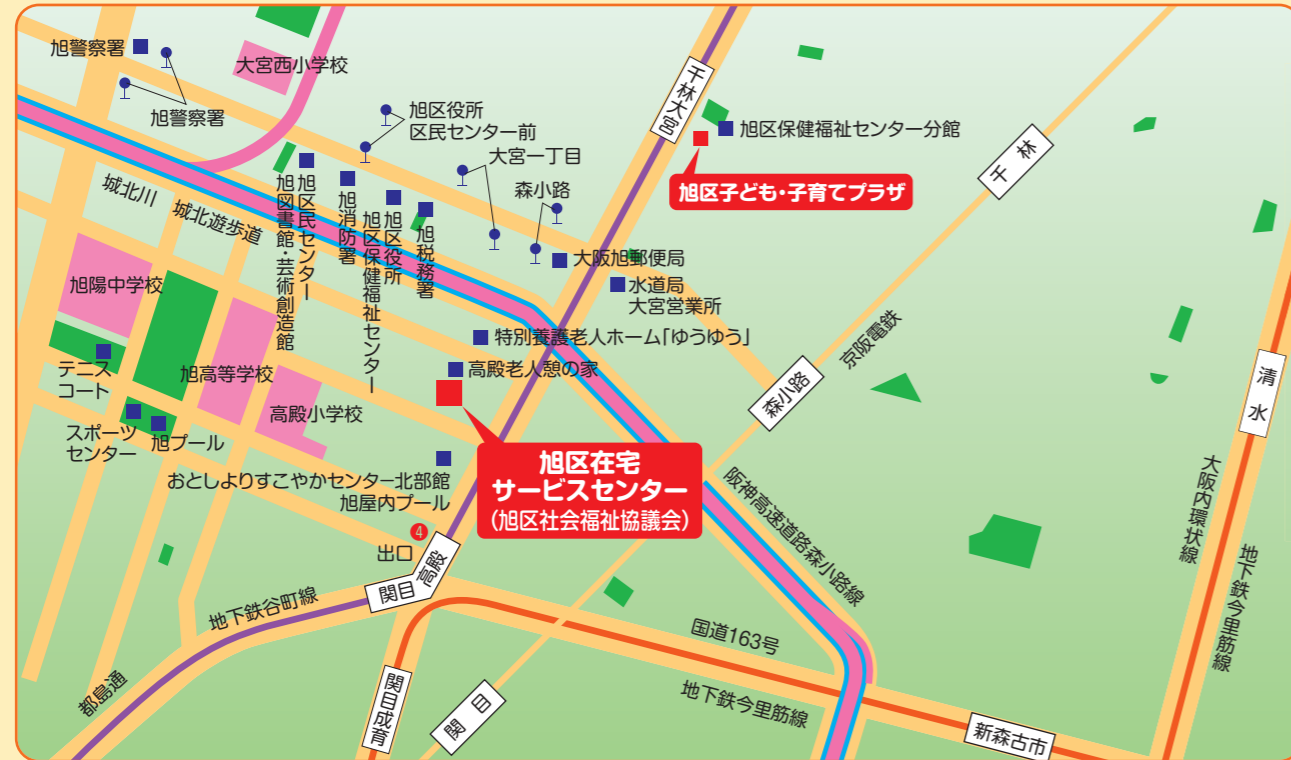 旭警察署
旭警察署
大宮西小学校
旭区役所
区民センター前
大宮一丁目
森小路
千林大宮
旭区保健福祉センター分館
旭区子ども・子育てプラザ
千林
城北川
城北遊歩道
旭区民センター
旭図書館・芸術創造館
旭消防署
旭区役所
旭区保健福祉センター
旭税務署
大阪旭郵便局
水道局
大宮営業所
旭陽中学校
特別養護老人ホーム「ゆうゆう」
高殿老人憩の家
京阪電鉄
森小路
清水
テニス
コート
旭高等学校
高殿小学校
スポーツ
センター
旭プール
おとしよりすこやかセンター北部館
旭屋内プール
旭区在宅
サービスセンター
(旭区社会福祉協議会)
阪神高速道路森小路線
大阪内環状線
地下鉄今里筋線
4
出口
関目高殿
地下鉄谷町線
都島通
国道163号
地下鉄今里筋線
関目成育
関目
新森古市